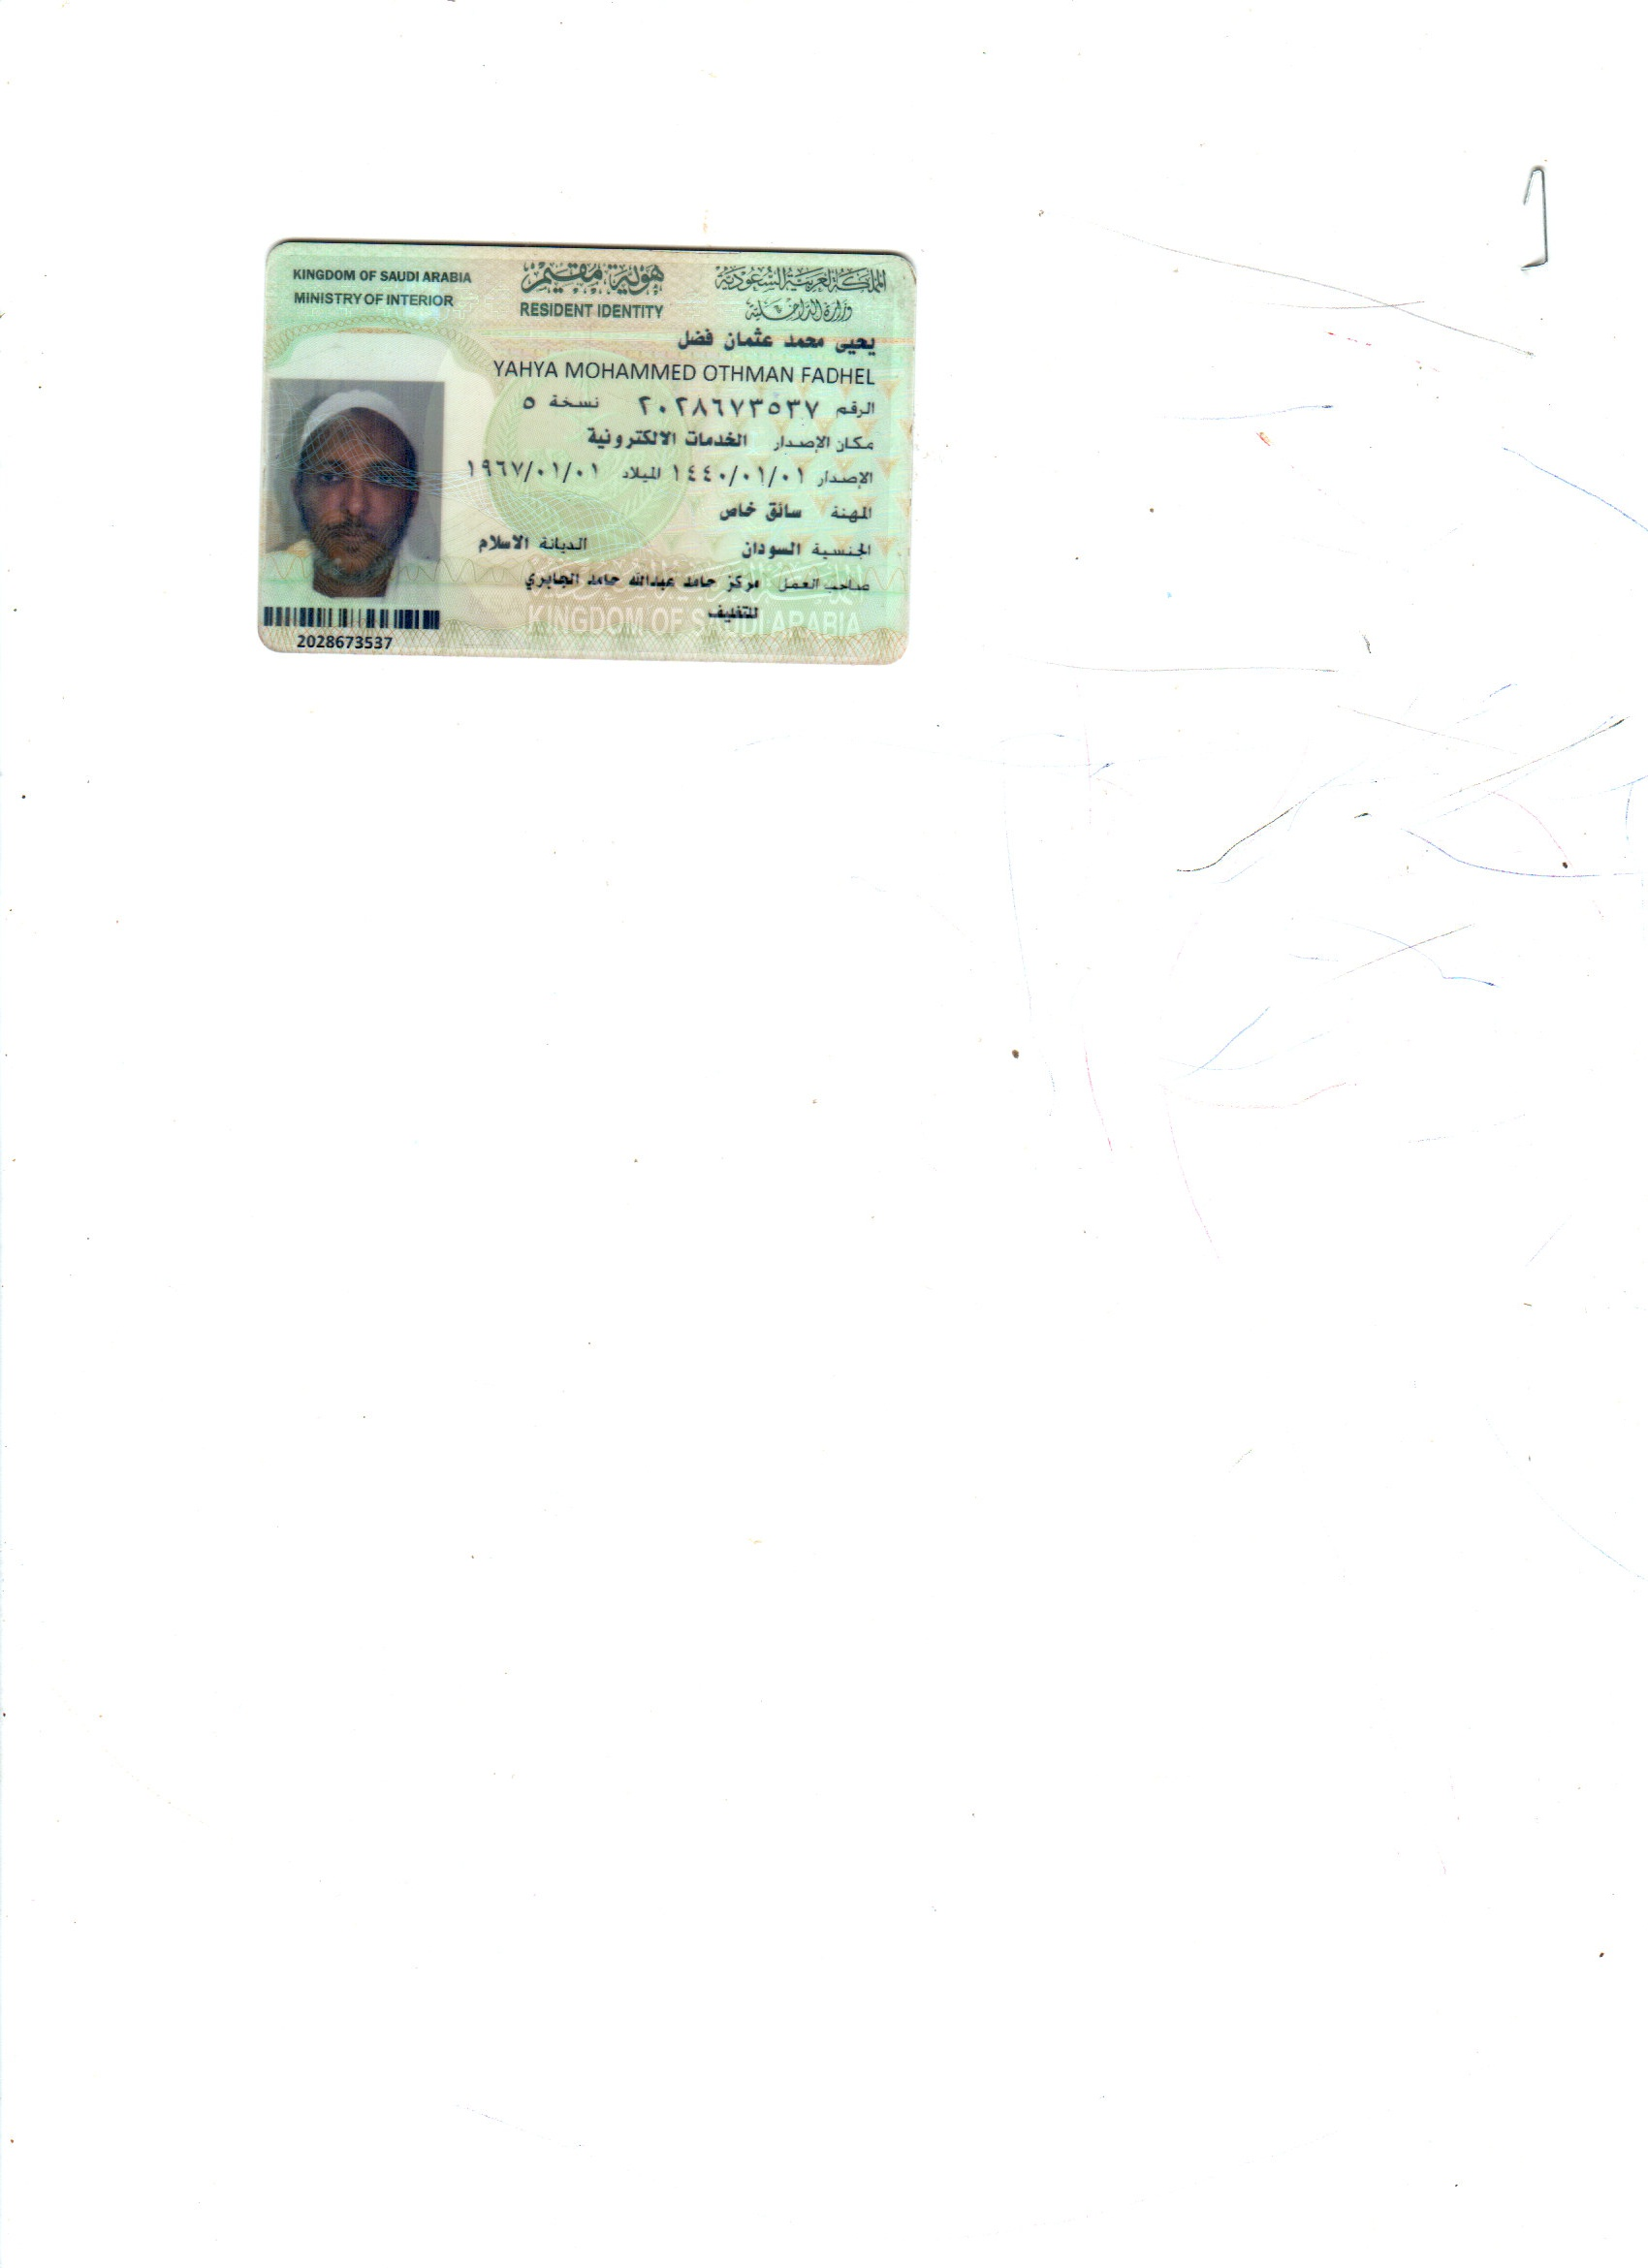 KINGDOM OF SAUDI ARABIA
MINISTRY OF INTERIOR
هوية مقيم
RESIDENT IDENTITY
المملكة العربية السعودية
وزارة الداخلية
يحيى محمد عثمان فضل
YAHYA MOHAMMED OTHMAN FADHEL
الرقم ٢٠٢٨٦٧٣٥٣٧ نسخة ٥
مكان الإصدار الخدمات الالكترونية
الإصدار ١٤٤٠/٠١/٠١ الميلاد ١٩٦٧/٠١/٠١
المهنة سائق خاص
الجنسية السودان الديانة الاسلام
صاحب العمل مركز حامد عبدالله حامد الجابري
للتغليف
KINGDOM OF SAUDI ARABIA
2028673537